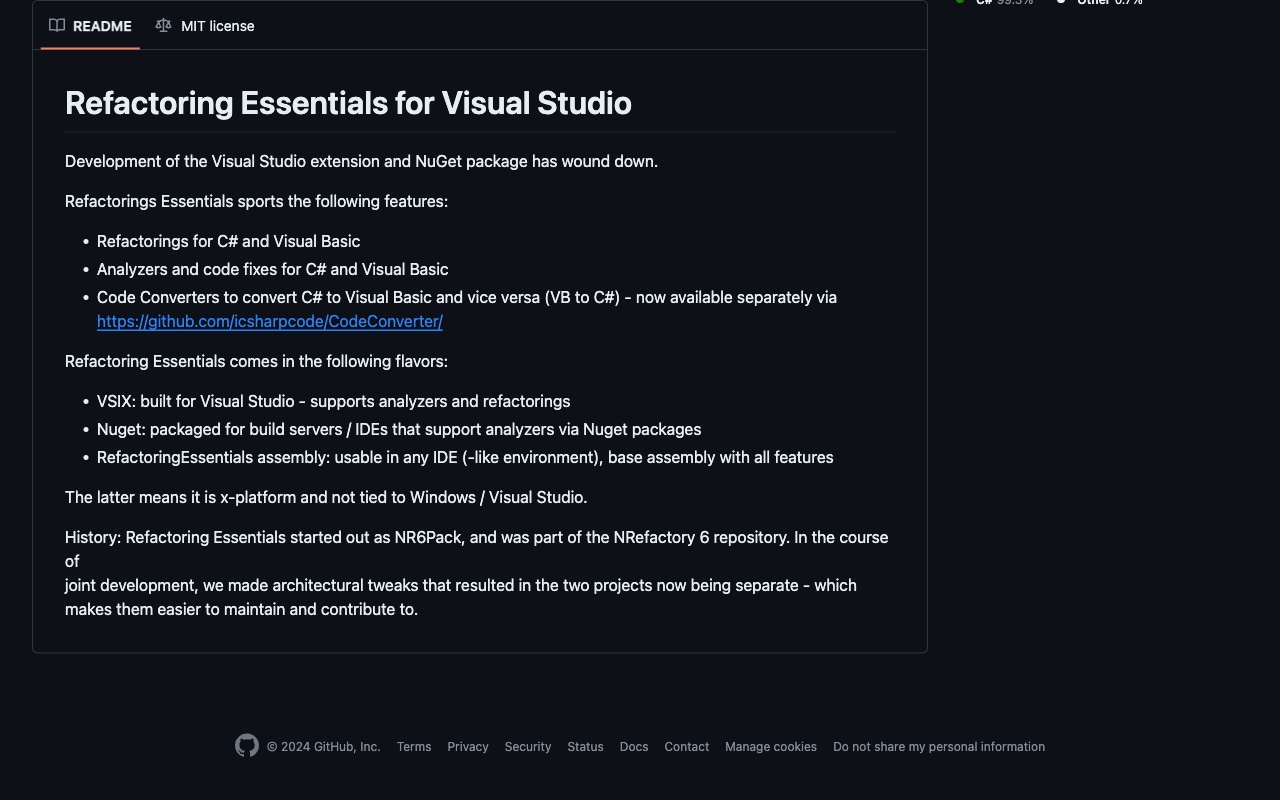 C# 99.3% Other 0.7%
README MIT license
Refactoring Essentials for Visual Studio
Development of the Visual Studio extension and NuGet package has wound down.
Refactorings Essentials sports the following features:
• Refactorings for C# and Visual Basic
• Analyzers and code fixes for C# and Visual Basic
• Code Converters to convert C# to Visual Basic and vice versa (VB to C#) - now available separately via
https://github.com/icsharpcode/CodeConverter/
Refactoring Essentials comes in the following flavors:
• VSIX: built for Visual Studio - supports analyzers and refactorings
• Nuget: packaged for build servers / IDEs that support analyzers via Nuget packages
• RefactoringEssentials assembly: usable in any IDE (-like environment), base assembly with all features
The latter means it is x-platform and not tied to Windows / Visual Studio.
History: Refactoring Essentials started out as NR6Pack, and was part of the NRefactory 6 repository. In the course
of
joint development, we made architectural tweaks that resulted in the two projects now being separate - which
makes them easier to maintain and contribute to.
© 2024 GitHub, Inc. Terms Privacy Security Status Docs Contact Manage cookies Do not share my personal information